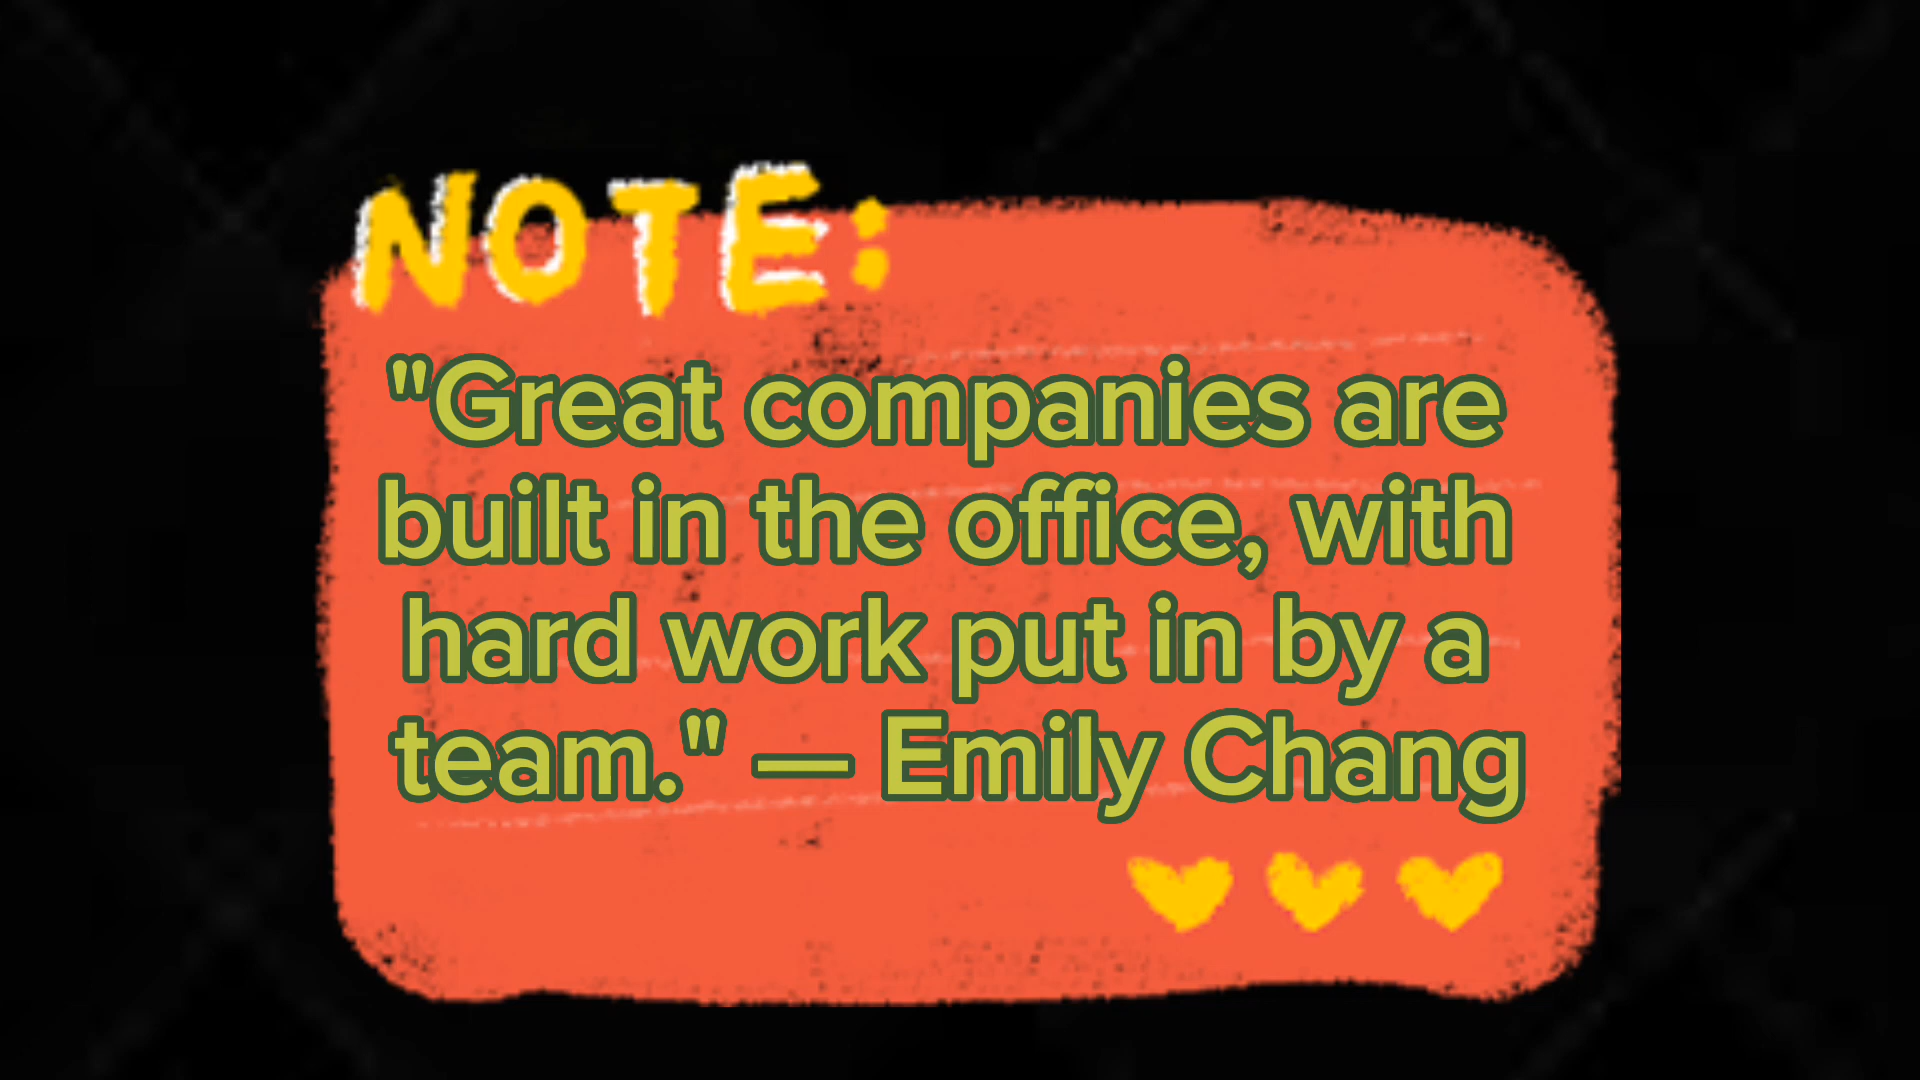 NOTE:
"Great companies are
built in the office, with
hard work put in by a
team." — Emily Chang